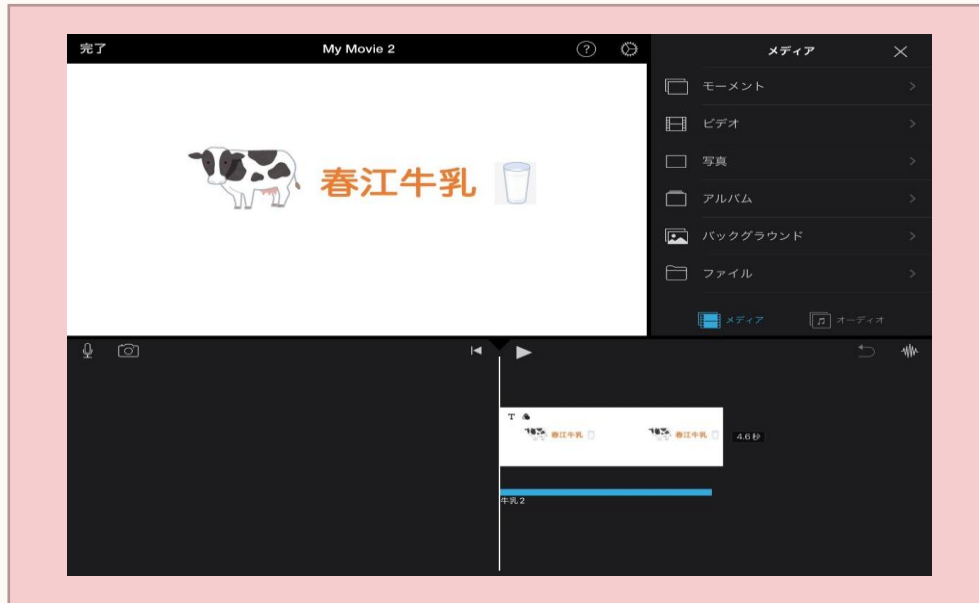 完了
My Movie 2
?
春江牛乳
メディア
モーメント
ビデオ
写真
アルバム
バックグラウンド
ファイル
メディア
オーディオ
T
春江牛乳
春江牛乳
4.6秒
牛乳 2